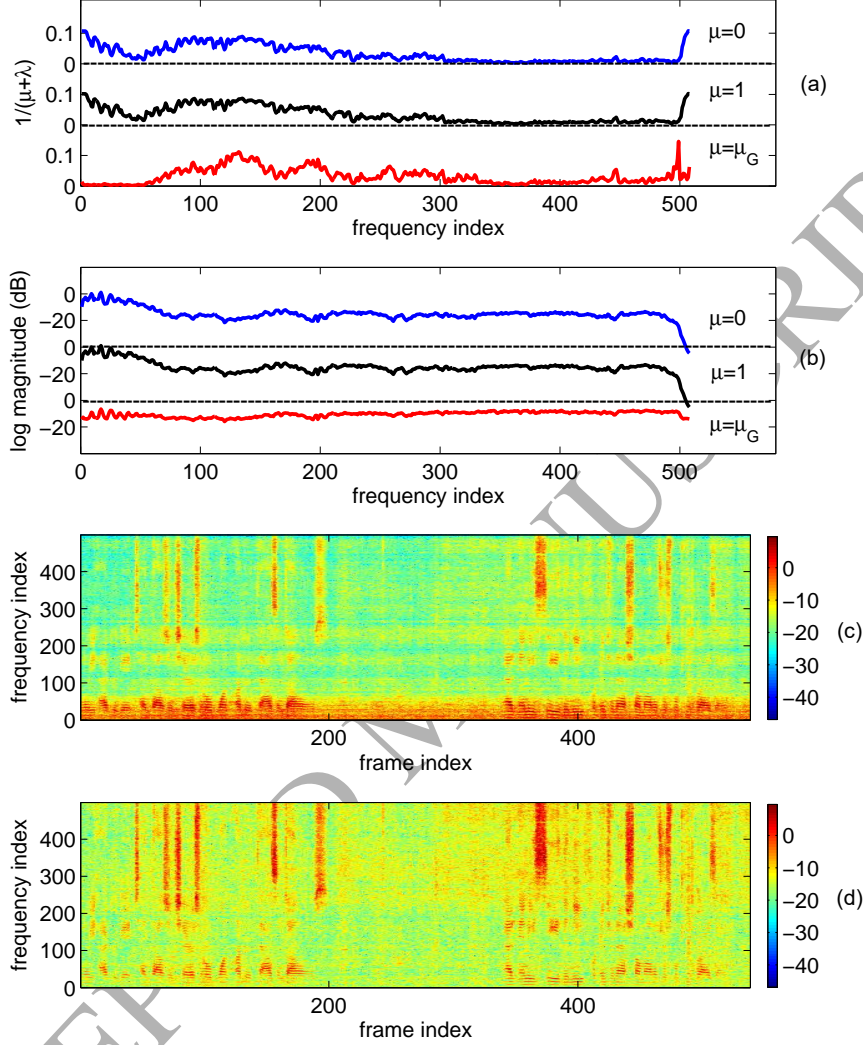 0.1
0
0.1
0
0.1
0
1/(μ+λ)
μ=0
μ=1
μ=μ_G
(a)
0 100 200 300 400 500
frequency index
0
−20
0
−20
0
−20
log magnitude (dB)
μ=0
μ=1
μ=μ_G
(b)
0 100 200 300 400 500
frequency index
400
300
200
100
0
frequency index
200 400
frame index
0
−10
−20
−30
−40
(c)
400
300
200
100
0
frequency index
200 400
frame index
0
−10
−20
−30
−40
(d)